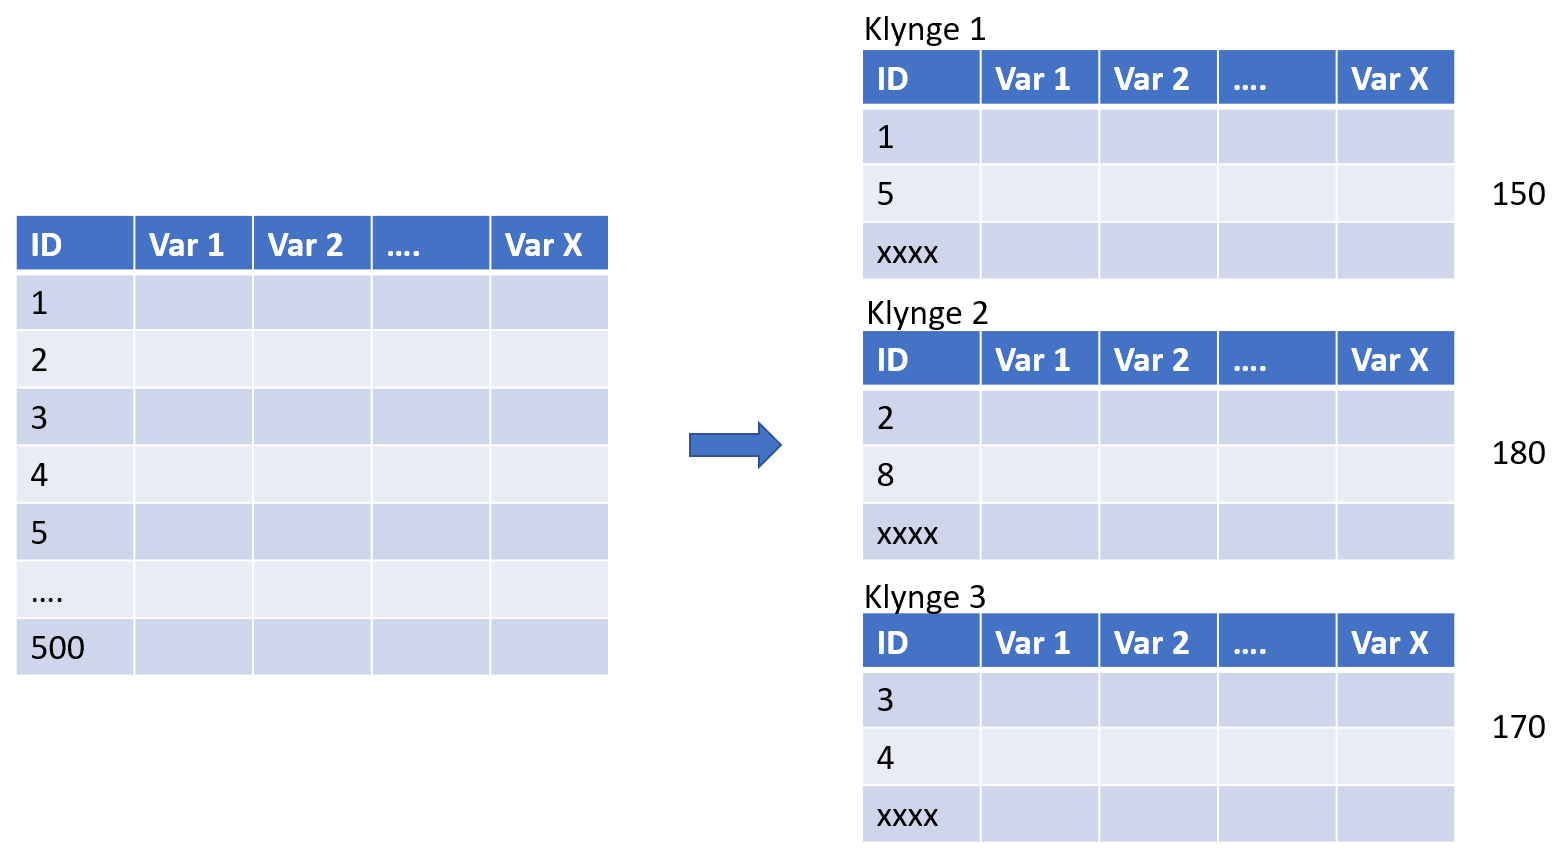 ID Var 1 Var 2 .... Var X
1
2
3
4
5
....
500
Klynge 1
ID Var 1 Var 2 .... Var X
1
5
xxxx
150
Klynge 2
ID Var 1 Var 2 .... Var X
2
8
xxxx
180
Klynge 3
ID Var 1 Var 2 .... Var X
3
4
xxxx
170